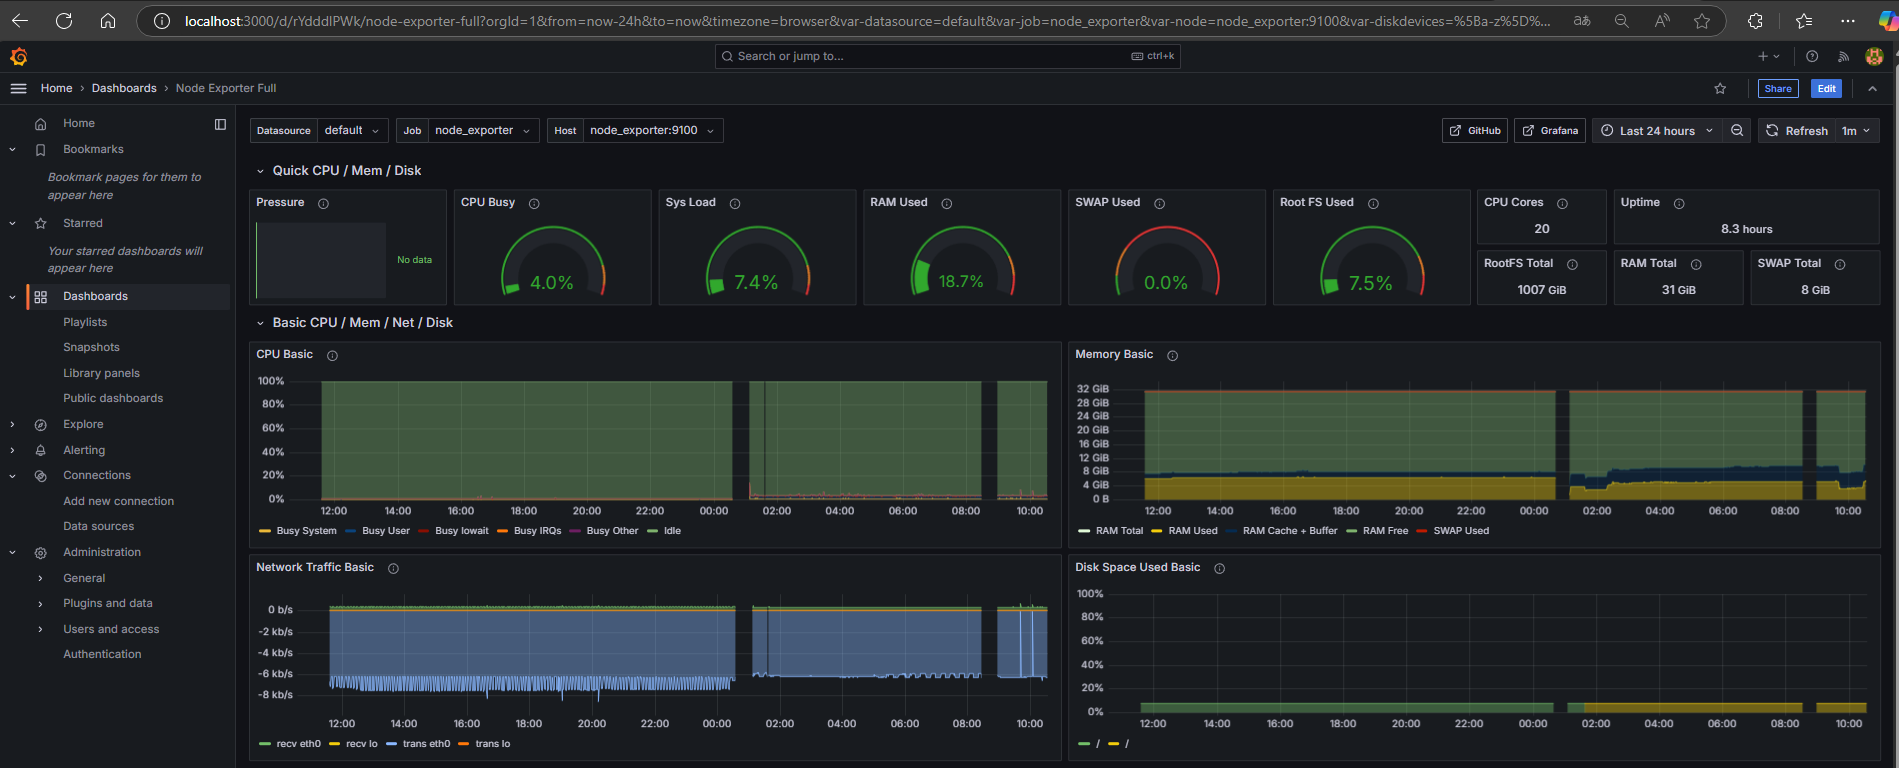 localhost:3000/d/rYdddlPWk/node-exporter-full?orgId=1&from=now-24h&to=now&timezone=browser&var-datasource=default&var-job=node_exporter&var-node=node_exporter:9100&var-diskdevices=%5Ba-z%5D%...
Search or jump to... ctrl+k
Home › Dashboards › Node Exporter Full
Share
Edit
Home
Bookmarks
Bookmark pages for them to
appear here
Starred
Your starred dashboards will
appear here
Dashboards
Playlists
Snapshots
Library panels
Public dashboards
Explore
Alerting
Connections
Add new connection
Data sources
Administration
General
Plugins and data
Users and access
Authentication
Datasource default Job node_exporter Host node_exporter:9100
GitHub Grafana Last 24 hours Refresh 1m
Quick CPU / Mem / Disk
Pressure
No data
CPU Busy
4.0%
Sys Load
7.4%
RAM Used
18.7%
SWAP Used
0.0%
Root FS Used
7.5%
CPU Cores
20
Uptime
8.3 hours
RootFS Total
1007 GiB
RAM Total
31 GiB
SWAP Total
8 GiB
Basic CPU / Mem / Net / Disk
CPU Basic
100%
80%
60%
40%
20%
0%
12:00 14:00 16:00 18:00 20:00 22:00 00:00 02:00 04:00 06:00 08:00 10:00
Busy System Busy User Busy Iowait Busy IRQs Busy Other Idle
Memory Basic
32 GiB
28 GiB
24 GiB
20 GiB
16 GiB
12 GiB
8 GiB
4 GiB
0 B
12:00 14:00 16:00 18:00 20:00 22:00 00:00 02:00 04:00 06:00 08:00 10:00
RAM Total RAM Used RAM Cache + Buffer RAM Free SWAP Used
Network Traffic Basic
0 b/s
-2 kb/s
-4 kb/s
-6 kb/s
-8 kb/s
12:00 14:00 16:00 18:00 20:00 22:00 00:00 02:00 04:00 06:00 08:00 10:00
recv eth0 recv lo trans eth0 trans lo
Disk Space Used Basic
100%
80%
60%
40%
20%
0%
12:00 14:00 16:00 18:00 20:00 22:00 00:00 02:00 04:00 06:00 08:00 10:00
/ /